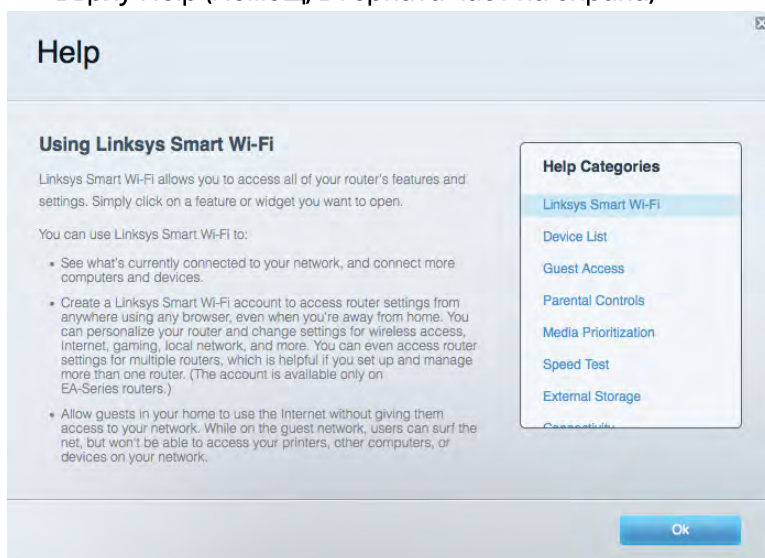 върху Help (Помощ) в горната част на екрана)
Help
Using Linksys Smart Wi-Fi
Linksys Smart Wi-Fi allows you to access all of your router's features and
settings. Simply click on a feature or widget you want to open.
You can use Linksys Smart Wi-Fi to:
• See what's currently connected to your network, and connect more
computers and devices.
• Create a Linksys Smart Wi-Fi account to access router settings from
anywhere using any browser, even when you're away from home. You
can personalize your router and change settings for wireless access,
Internet, gaming, local network, and more. You can even access router
settings for multiple routers, which is helpful if you set up and manage
more than one router. (The account is available only on
EA-Series routers.)
• Allow guests in your home to use the Internet without giving them
access to your network. While on the guest network, users can surf the
net, but won't be able to access your printers, other computers, or
devices on your network.
Help Categories
Linksys Smart Wi-Fi
Device List
Guest Access
Parental Controls
Media Prioritization
Speed Test
External Storage
Connectivity
Ok